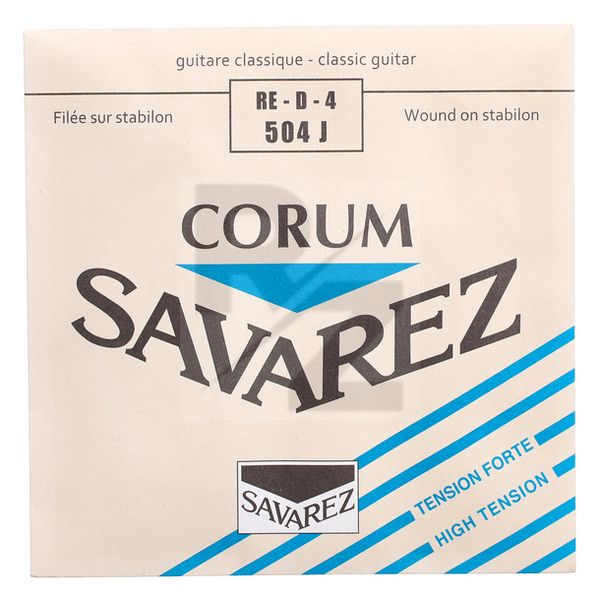 guitare classique - classic guitar
RE - D - 4
504 J
Filée sur stabilon
Wound on stabilon
CORUM
SAVAREZ
SAVAREZ
TENSION FORTE
HIGH TENSION